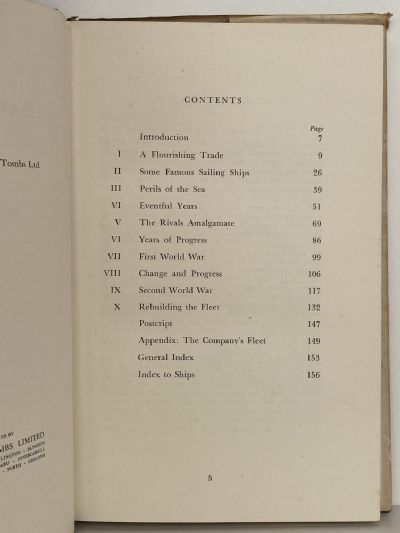 Tombs Ltd
MBS LIMITED
CONTENTS
Page
Introduction 7
I A Flourishing Trade 9
II Some Famous Sailing Ships 26
III Perils of the Sea 39
VI Eventful Years 51
V The Rivals Amalgamate 69
VI Years of Progress 86
VII First World War 99
VIII Change and Progress 106
IX Second World War 117
X Rebuilding the Fleet 132
Postcript 147
Appendix: The Company's Fleet 149
General Index 153
Index to Ships 156
5